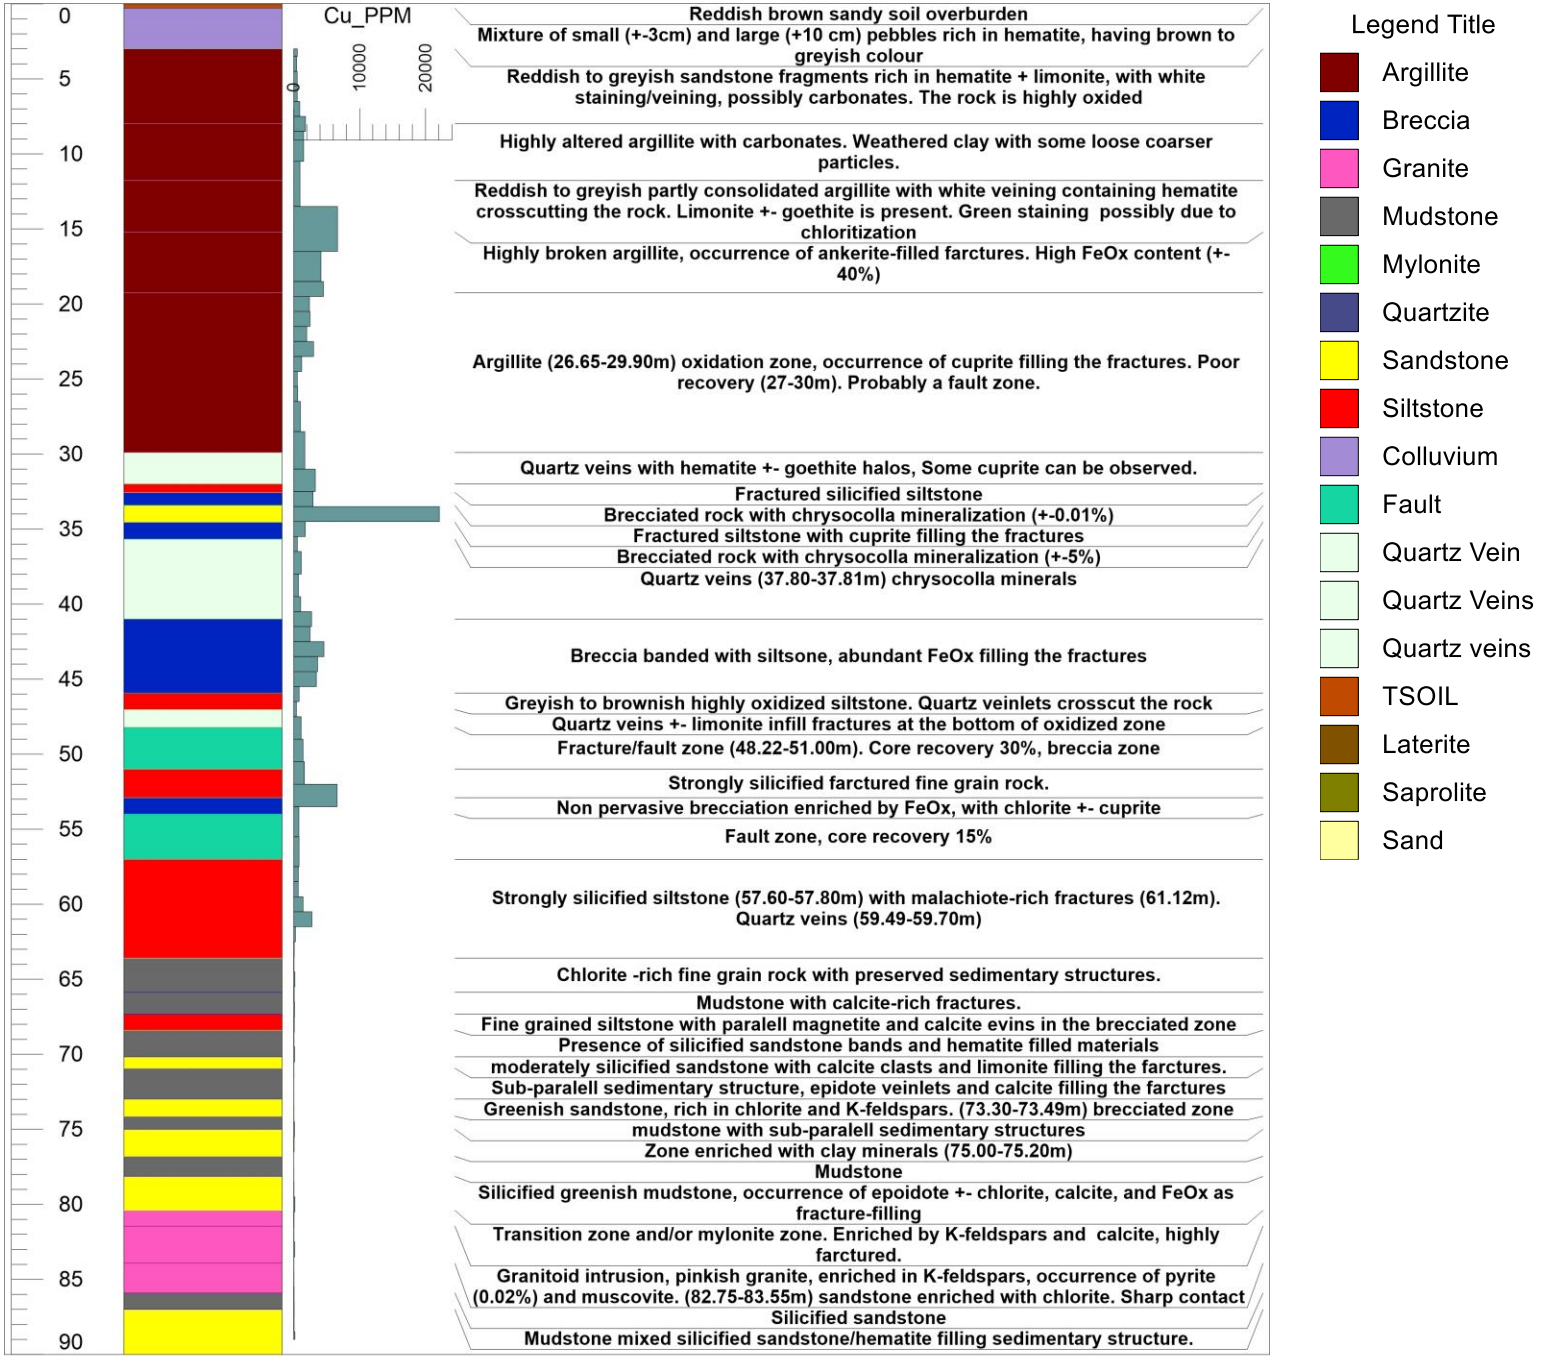 Cu_PPM
0
10000
20000
0
5
10
15
20
25
30
35
40
45
50
55
60
65
70
75
80
85
90
Reddish brown sandy soil overburden
Mixture of small (+-3cm) and large (+10 cm) pebbles rich in hematite, having brown to
greyish colour
Reddish to greyish sandstone fragments rich in hematite + limonite, with white
staining/veining, possibly carbonates. The rock is highly oxided
Highly altered argillite with carbonates. Weathered clay with some loose coarser
particles.
Reddish to greyish partly consolidated argillite with white veining containing hematite
crosscutting the rock. Limonite +- goethite is present. Green staining  possibly due to
chloritization
Highly broken argillite, occurrence of ankerite-filled farctures. High FeOx content (+-
40%)
Argillite (26.65-29.90m) oxidation zone, occurrence of cuprite filling the fractures. Poor
recovery (27-30m). Probably a fault zone.
Quartz veins with hematite +- goethite halos, Some cuprite can be observed.
Fractured silicified siltstone
Brecciated rock with chrysocolla mineralization (+-0.01%)
Fractured siltstone with cuprite filling the fractures
Brecciated rock with chrysocolla mineralization (+-5%)
Quartz veins (37.80-37.81m) chrysocolla minerals
Breccia banded with siltsone, abundant FeOx filling the fractures
Greyish to brownish highly oxidized siltstone. Quartz veinlets crosscut the rock
Quartz veins +- limonite infill fractures at the bottom of oxidized zone
Fracture/fault zone (48.22-51.00m). Core recovery 30%, breccia zone
Strongly silicified farctured fine grain rock.
Non pervasive brecciation enriched by FeOx, with chlorite +- cuprite
Fault zone, core recovery 15%
Strongly silicified siltstone (57.60-57.80m) with malachiote-rich fractures (61.12m).
Quartz veins (59.49-59.70m)
Chlorite -rich fine grain rock with preserved sedimentary structures.
Mudstone with calcite-rich fractures.
Fine grained siltstone with paralell magnetite and calcite evins in the brecciated zone
Presence of silicified sandstone bands and hematite filled materials
moderately silicified sandstone with calcite clasts and limonite filling the farctures.
Sub-paralell sedimentary structure, epidote veinlets and calcite filling the farctures
Greenish sandstone, rich in chlorite and K-feldspars. (73.30-73.49m) brecciated zone
mudstone with sub-paralell sedimentary structures
Zone enriched with clay minerals (75.00-75.20m)
Mudstone
Silicified greenish mudstone, occurrence of epoidote +- chlorite, calcite, and FeOx as
fracture-filling
Transition zone and/or mylonite zone. Enriched by K-feldspars and  calcite, highly
farctured.
Granitoid intrusion, pinkish granite, enriched in K-feldspars, occurrence of pyrite
(0.02%) and muscovite. (82.75-83.55m) sandstone enriched with chlorite. Sharp contact
Silicified sandstone
Mudstone mixed silicified sandstone/hematite filling sedimentary structure.
Legend Title
Argillite
Breccia
Granite
Mudstone
Mylonite
Quartzite
Sandstone
Siltstone
Colluvium
Fault
Quartz Vein
Quartz Veins
Quartz veins
TSOIL
Laterite
Saprolite
Sand